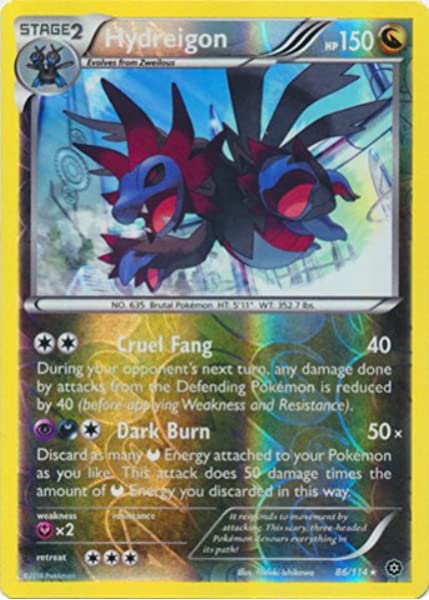 STAGE2
Hydreigon
HP150
Evolves from Zweilous
NO. 635 Brutal Pokémon HT: 5'11" WT: 352.7 lbs.
Cruel Fang 40
During your opponent's next turn, any damage done
by attacks from the Defending Pokémon is reduced
by 40 (before applying Weakness and Resistance).
Dark Burn 50×
Discard as many Energy attached to your Pokémon
as you like. This attack does 50 damage times the
amount of Energy you discarded in this way.
weakness resistance
×2
It responds to movement by
attacking. This scary, three-headed
Pokémon devours everything in
its path!
retreat
©2016 Pokémon
Illus. Ishikawa
86/114 ★